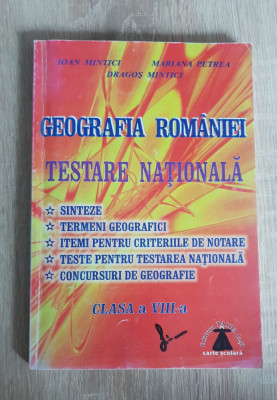 IOAN MINTICI MARIANA PETREA
DRAGOȘ MINTICI
GEOGRAFIA ROMÂNIEI
TESTARE NAȚIONALĂ
☆ SINTEZE
☆ TERMENI GEOGRAFICI
☆ ITEMI PENTRU CRITERIILE DE NOTARE
☆ TESTE PENTRU TESTAREA NAȚIONALĂ
☆ CONCURSURI DE GEOGRAFIE
CLASA a VIII-a
carte școlară